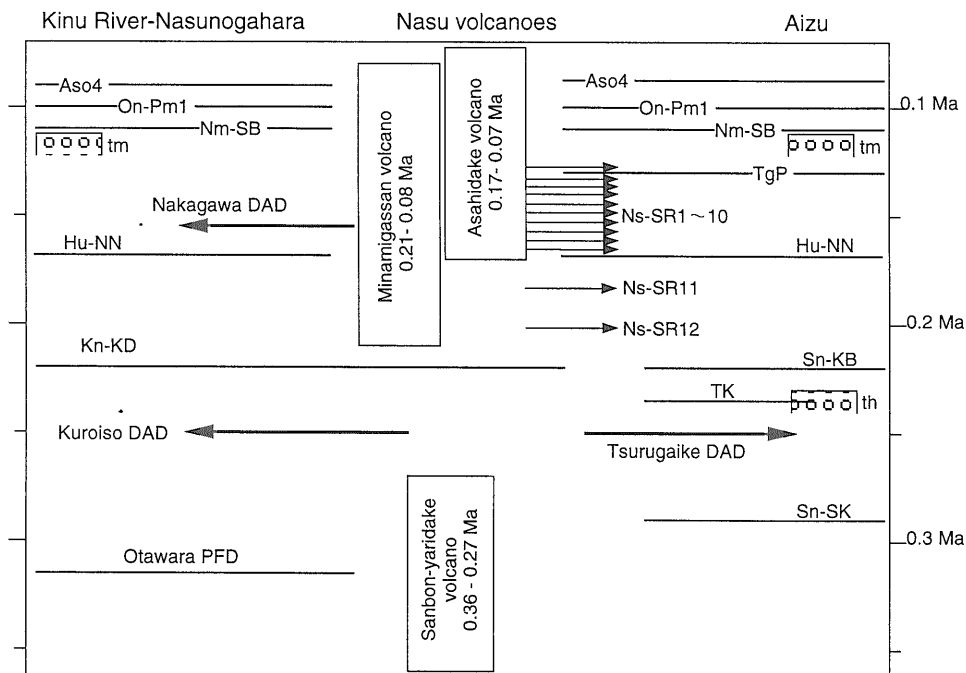 Kinu River-Nasunogahara
Nasu volcanoes
Aizu
Aso4
On-Pm1
Nm-SB
tm
Nakagawa DAD
Hu-NN
Kn-KD
Kuroiso DAD
Otawara PFD
Minamigassan volcano
0.21- 0.08 Ma
Asahidake volcano
0.17- 0.07 Ma
Sanbon-yaridake
volcano
0.36 - 0.27 Ma
Aso4
On-Pm1
Nm-SB
tm
TgP
Ns-SR1～10
Hu-NN
Ns-SR11
Ns-SR12
Sn-KB
TK
th
Tsurugaike DAD
Sn-SK
0.1 Ma
0.2 Ma
0.3 Ma